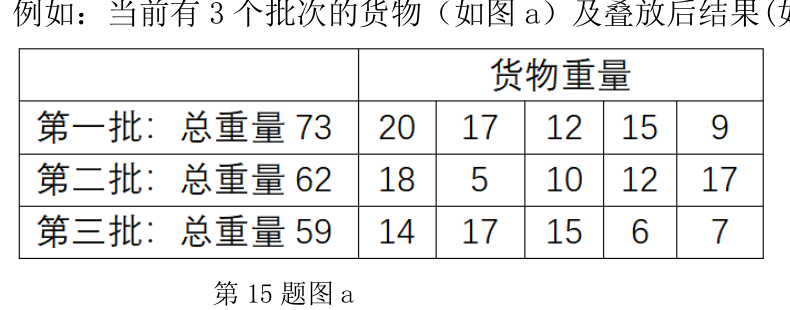 例如：当前有 3 个批次的货物（如图 a）及叠放后结果(如
货物重量
第一批： 总重量 73 20 17 12 15 9
第二批： 总重量 62 18 5 10 12 17
第三批： 总重量 59 14 17 15 6 7
第 15 题图 a